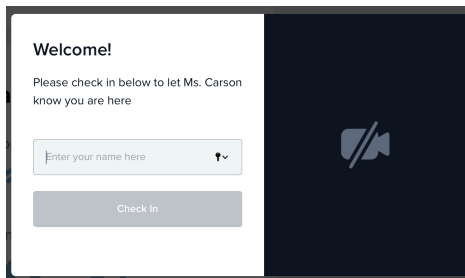 Welcome!
Please check in below to let Ms. Carson
know you are here
Enter your name here
Check In